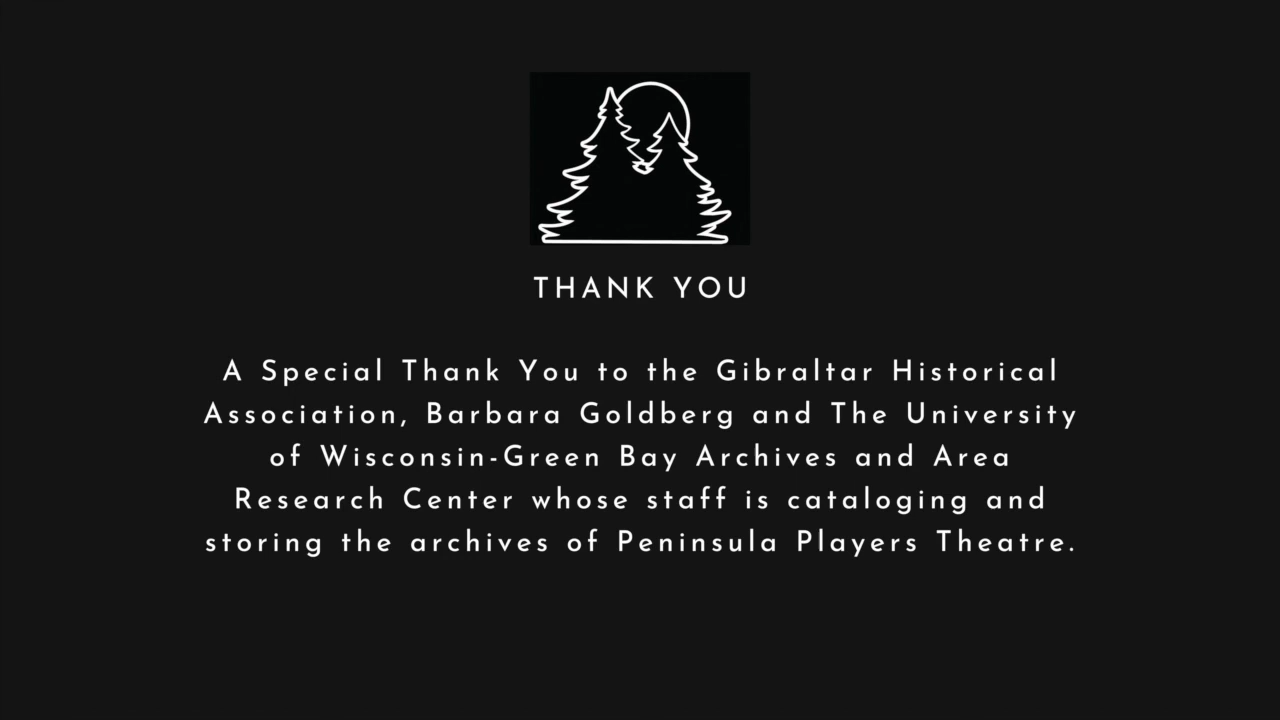 THANK YOU
A Special Thank You to the Gibraltar Historical
Association, Barbara Goldberg and The University
of Wisconsin-Green Bay Archives and Area
Research Center whose staff is cataloging and
storing the archives of Peninsula Players Theatre.